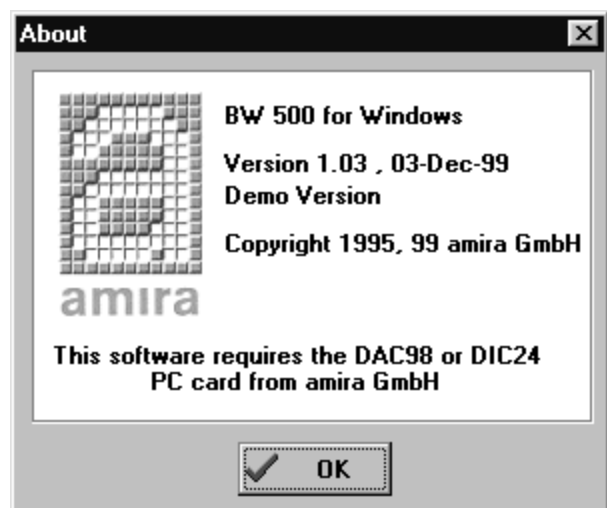 About
BW 500 for Windows
Version 1.03 , 03-Dec-99
Demo Version
Copyright 1995, 99 amira GmbH
amira
This software requires the DAC98 or DIC24
PC card from amira GmbH
OK